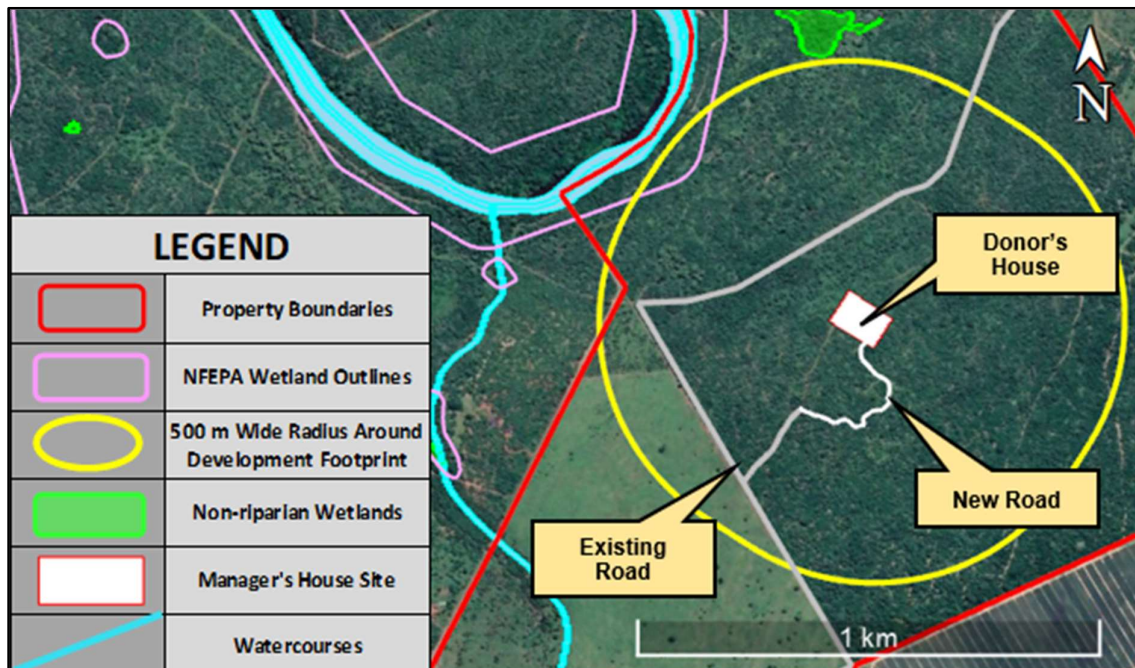 N
Donor's
House
LEGEND
Property Boundaries
NFEPA Wetland Outlines
500 m Wide Radius Around
Development Footprint
Non-riparian Wetlands
Manager's House Site
Watercourses
New Road
Existing
Road
1 km